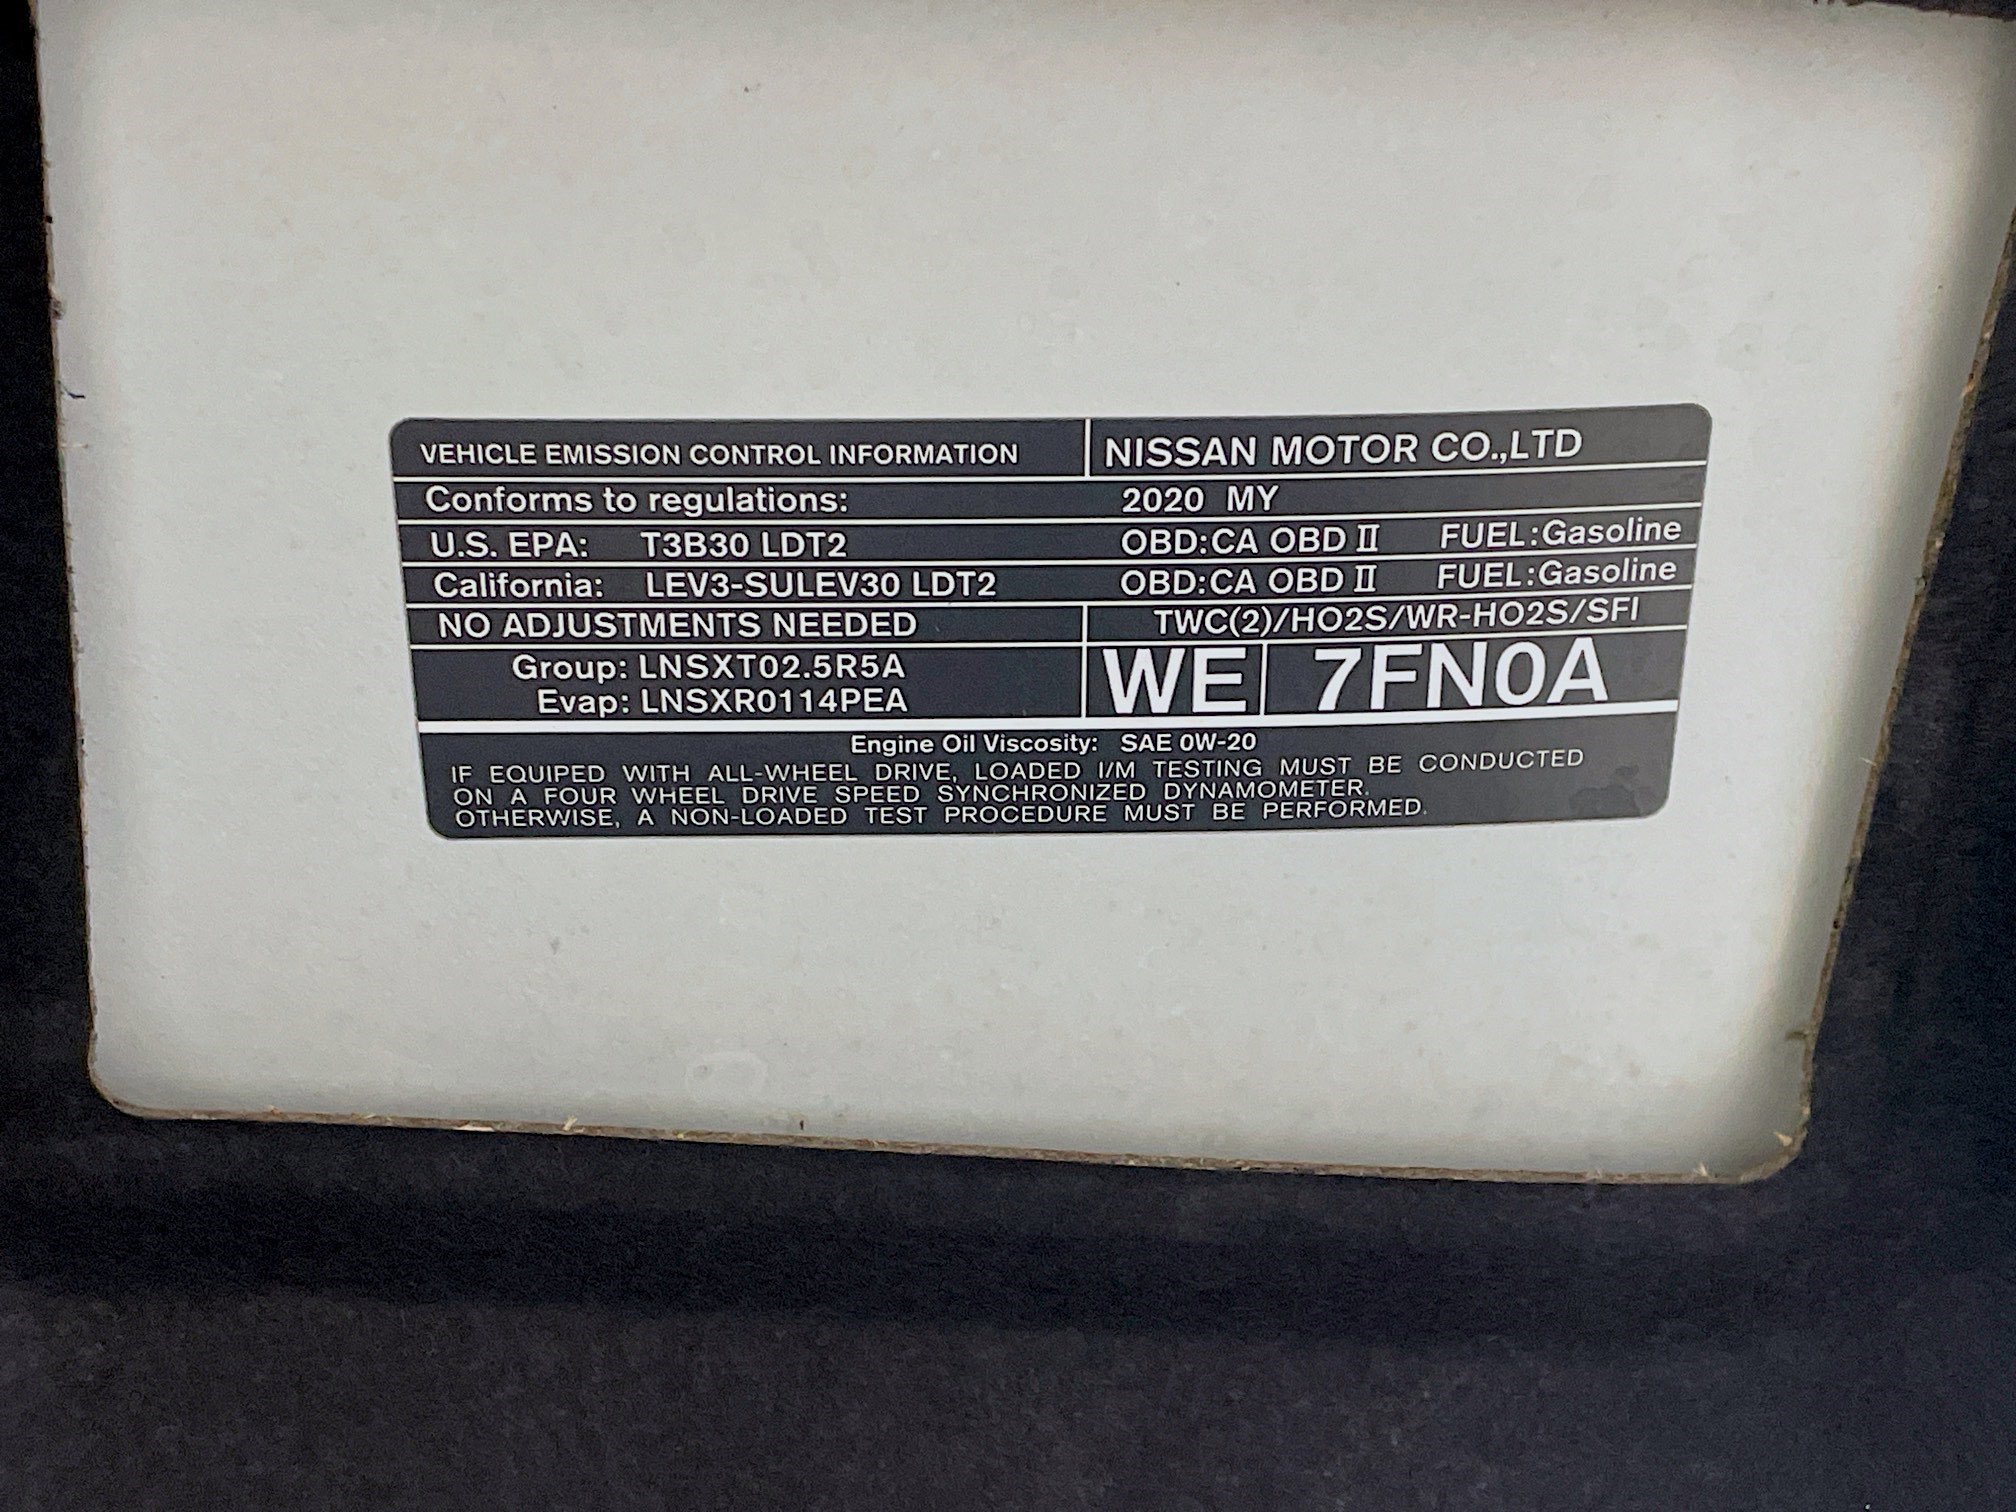 VEHICLE EMISSION CONTROL INFORMATION NISSAN MOTOR CO.,LTD
Conforms to regulations: 2020 MY
U.S. EPA: T3B30 LDT2 OBD:CA OBD II FUEL:Gasoline
California: LEV3-SULEV30 LDT2 OBD:CA OBD II FUEL:Gasoline
NO ADJUSTMENTS NEEDED TWC(2)/HO2S/WR-HO2S/SFI
Group: LNSXT02.5R5A
Evap: LNSXR0114PEA
WE 7FN0A
Engine Oil Viscosity: SAE 0W-20
IF EQUIPED WITH ALL-WHEEL DRIVE, LOADED I/M TESTING MUST BE CONDUCTED
ON A FOUR WHEEL DRIVE SPEED SYNCHRONIZED DYNAMOMETER.
OTHERWISE, A NON-LOADED TEST PROCEDURE MUST BE PERFORMED.